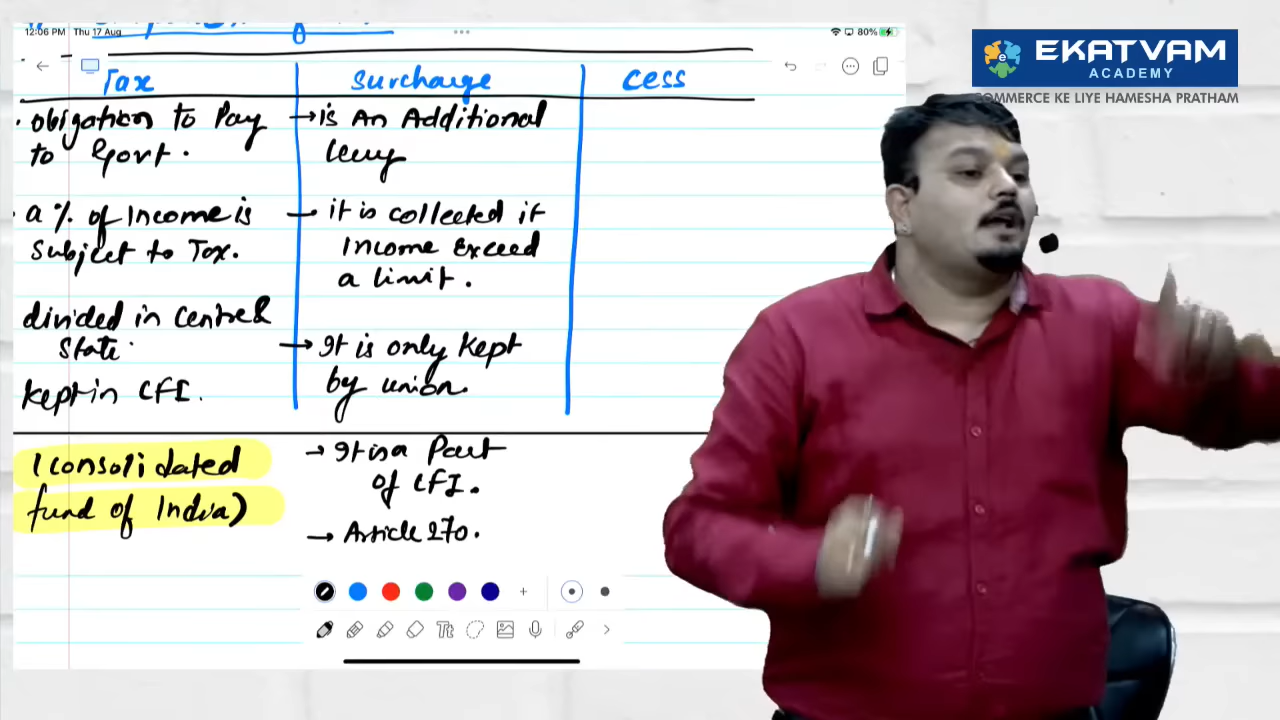 12:06 PM Thu 17 Aug
80%
EKATVAM
ACADEMY
COMMERCE KE LIYE HAMESHA PRATHAM
Tax
Surcharge
Cess
obligation to Pay
to Govt.
a % of Income is
Subject to Tax.
divided in Centre &
State.
kept in CFI.
(Consolidated
fund of India)
→ is An Additional
levy
→ it is collected if
Income Exceed
a limit.
→ It is only kept
by union.
→ It is a Part
of CFI.
→ Article 270.
Tt